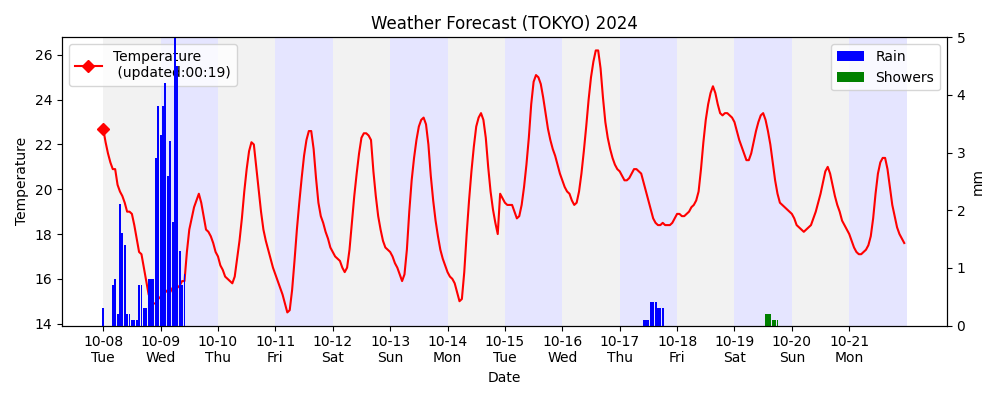 Weather Forecast (TOKYO) 2024
Temperature
(updated:00:19)
Rain
Showers
26
24
22
20
18
16
14
Temperature
5
4
3
2
1
0
mm
10-08 10-09 10-10 10-11 10-12 10-13 10-14 10-15 10-16 10-17 10-18 10-19 10-20 10-21
Tue Wed Thu Fri Sat Sun Mon Tue Wed Thu Fri Sat Sun Mon
Date